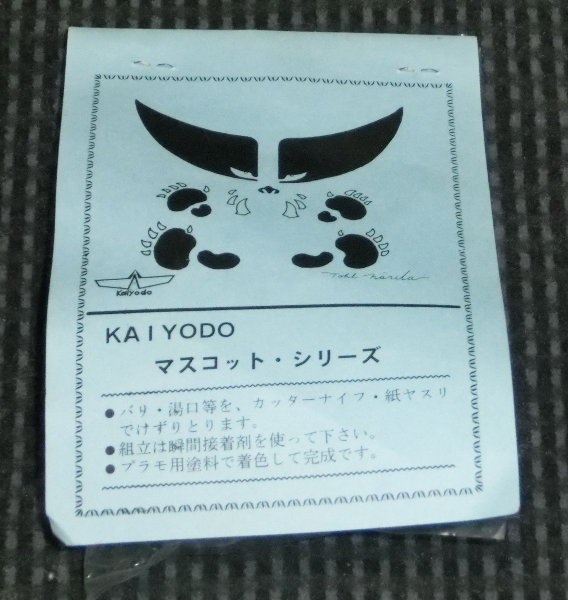 Kaiyodo
Tohl Narita
KAIYODO
マスコット・シリーズ
●バリ・湯口等を、カッターナイフ・紙ヤスリ
でけずりとります。
●組立は瞬間接着剤を使って下さい。
●プラモ用塗料で着色して完成です。